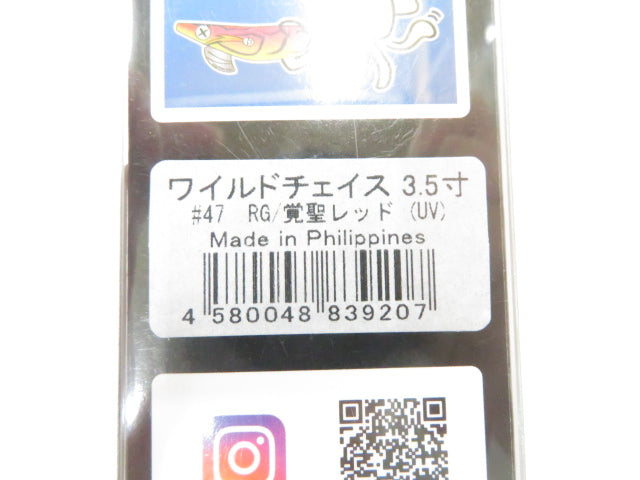 ワイルドチェイス 3.5寸
#47 RG/覚聖レッド (UV)
Made in Philippines
4 580048 839207